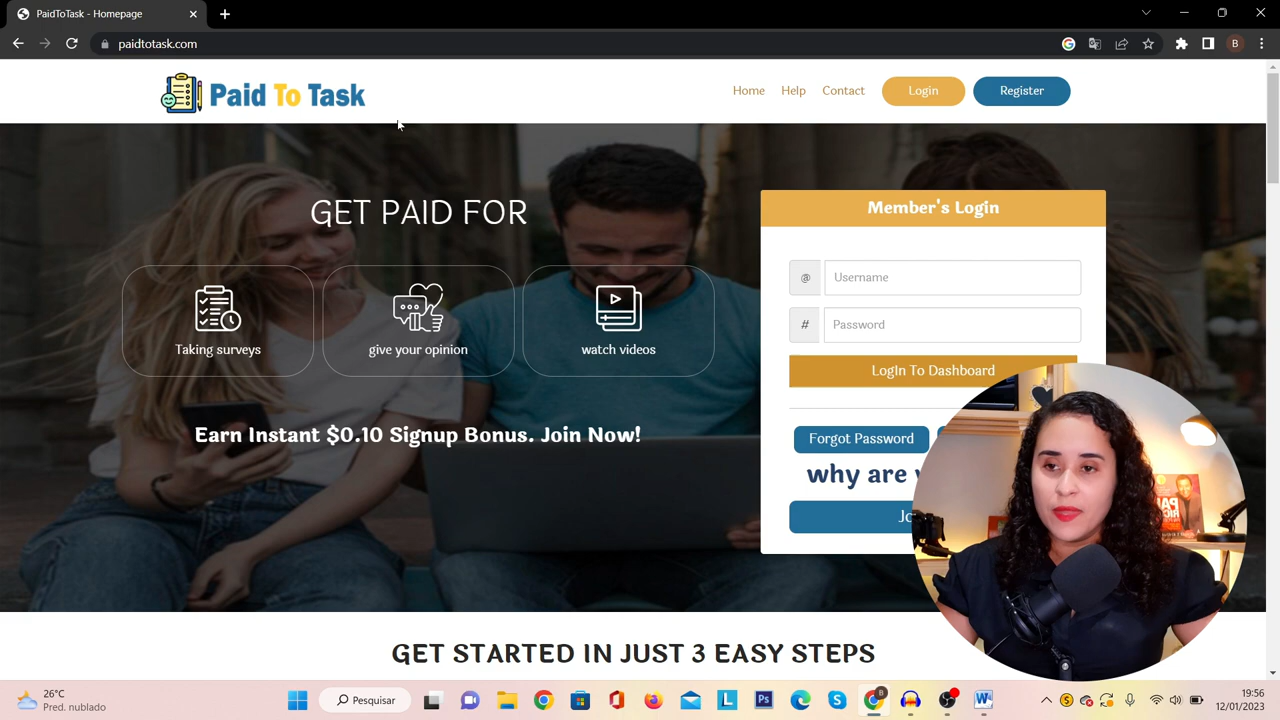 PaidToTask - Homepage
paidtotask.com
B
Paid To Task
Home
Help
Contact
Login
Register
GET PAID FOR
Taking surveys
give your opinion
watch videos
Earn Instant $0.10 Signup Bonus. Join Now!
Member's Login
@
Username
#
Password
LogIn To Dashboard
Forgot Password
why are
GET STARTED IN JUST 3 EASY STEPS
26°C
Pred. nublado
Pesquisar
19:56
12/01/2023